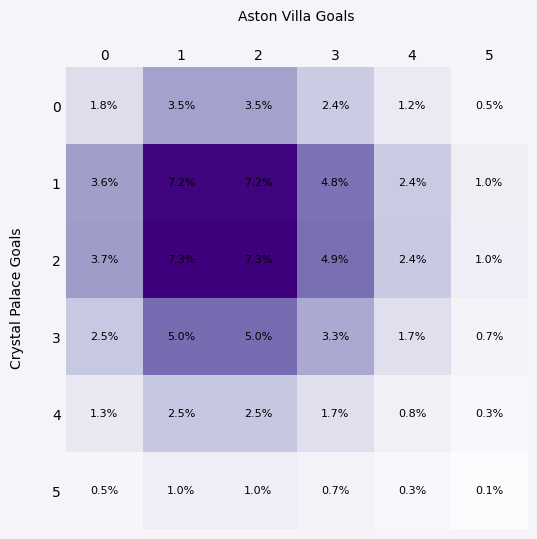 Aston Villa Goals
0 1 2 3 4 5
0 1.8% 3.5% 3.5% 2.4% 1.2% 0.5%
1 3.6% 7.2% 7.2% 4.8% 2.4% 1.0%
2 3.7% 7.3% 7.3% 4.9% 2.4% 1.0%
3 2.5% 5.0% 5.0% 3.3% 1.7% 0.7%
4 1.3% 2.5% 2.5% 1.7% 0.8% 0.3%
5 0.5% 1.0% 1.0% 0.7% 0.3% 0.1%
Crystal Palace Goals